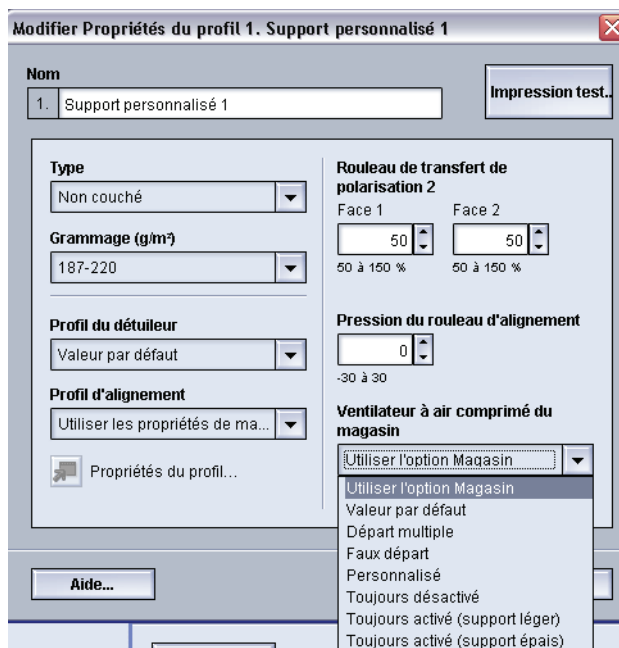 Modifier Propriétés du profil 1. Support personnalisé 1
Nom
1. Support personnalisé 1
Impression test..
Type
Non couché
Grammage (g/m²)
187-220
Profil du détuileur
Valeur par défaut
Profil d'alignement
Utiliser les propriétés de ma...
Propriétés du profil...
Rouleau de transfert de
polarisation 2
Face 1 Face 2
50 50
50 à 150 % 50 à 150 %
Pression du rouleau d'alignement
0
-30 à 30
Ventilateur à air comprimé du
magasin
Utiliser l'option Magasin
Utiliser l'option Magasin
Valeur par défaut
Départ multiple
Faux départ
Personnalisé
Toujours désactivé
Toujours activé (support léger)
Toujours activé (support épais)
Aide...